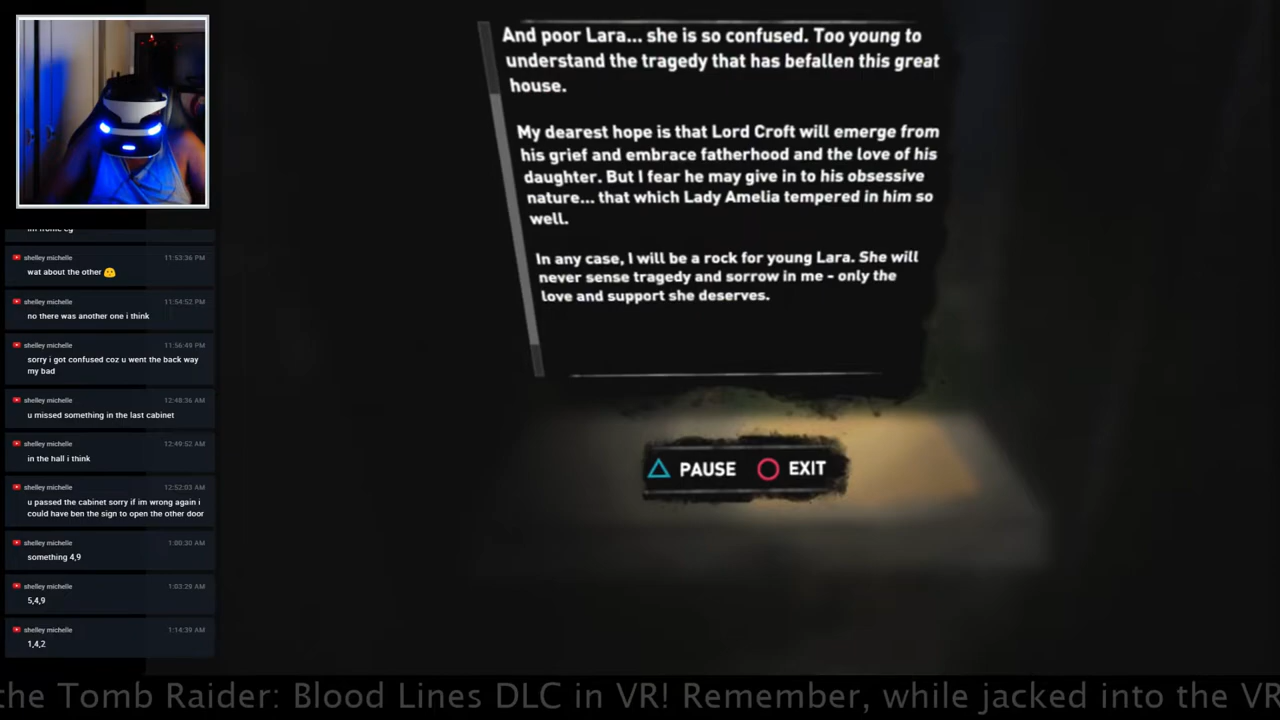 And poor Lara... she is so confused. Too young to
understand the tragedy that has befallen this great
house.
My dearest hope is that Lord Croft will emerge from
his grief and embrace fatherhood and the love of his
daughter. But I fear he may give in to his obsessive
nature... that which Lady Amelia tempered in him so
well.
In any case, I will be a rock for young Lara. She will
never sense tragedy and sorrow in me - only the
love and support she deserves.
PAUSE EXIT
shelley michelle 11:53:36 PM
wat about the other
shelley michelle 11:54:52 PM
no there was another one i think
shelley michelle 11:56:49 PM
sorry i got confused coz u went the back way
my bad
shelley michelle 12:48:36 AM
u missed something in the last cabinet
shelley michelle 12:49:52 AM
in the hall i think
shelley michelle 12:52:03 AM
u passed the cabinet sorry if im wrong again i
could have ben the sign to open the other door
shelley michelle 1:00:30 AM
something 4,9
shelley michelle 1:03:29 AM
5,4,9
shelley michelle 1:14:39 AM
1,4,2
the Tomb Raider: Blood Lines DLC in VR! Remember, while jacked into the VR